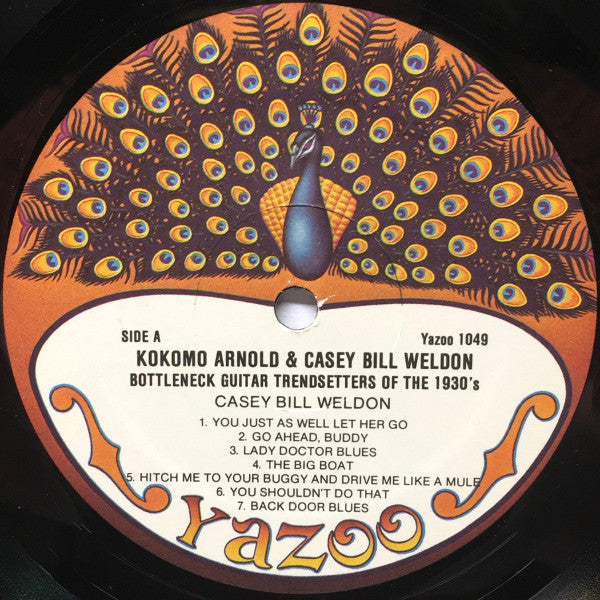 SIDE A
Yazoo 1049
KOKOMO ARNOLD & CASEY BILL WELDON
BOTTLENECK GUITAR TRENDSETTERS OF THE 1930's
CASEY BILL WELDON
1. YOU JUST AS WELL LET HER GO
2. GO AHEAD, BUDDY
3. LADY DOCTOR BLUES
4. THE BIG BOAT
5. HITCH ME TO YOUR BUGGY AND DRIVE ME LIKE A MULE
6. YOU SHOULDN'T DO THAT
7. BACK DOOR BLUES
Yazoo